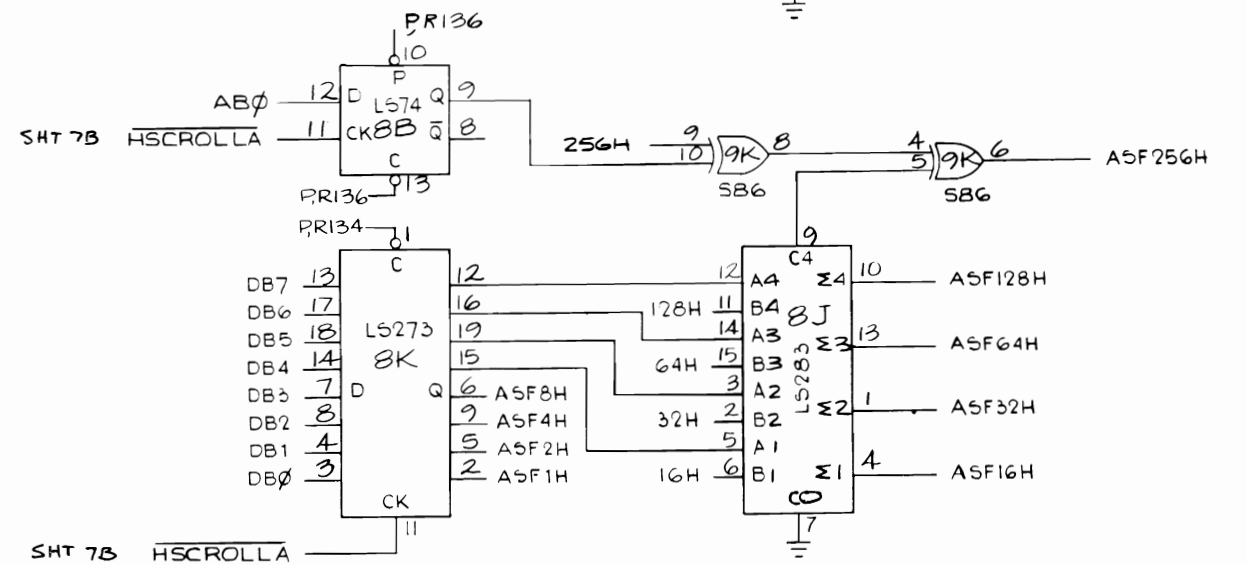 P,R136
10
P
AB∅ 12 D LS74 Q 9
SHT 7B HSCROLLA 11 CK 8B Q̅ 8
C
P,R136 13
256H 9
10 9K 8
S86
4
5 9K 6 ASF256H
S86
P,R134 1
C
DB7 13 12
DB6 17 16
DB5 18 LS273 19
DB4 14 8K 15
DB3 7 D Q 6 ASF8H
DB2 8 9 ASF4H
DB1 4 5 ASF2H
DB∅ 3 2 ASF1H
CK
11
SHT 7B HSCROLLA
9
C4
12 A4 Σ4 10 ASF128H
128H 11 B4 8J
14 A3 Σ3 13 ASF64H
64H 15 B3 LS283
3 A2
32H 2 B2 Σ2 1 ASF32H
5 A1
16H 6 B1 Σ1 4 ASF16H
C0
7